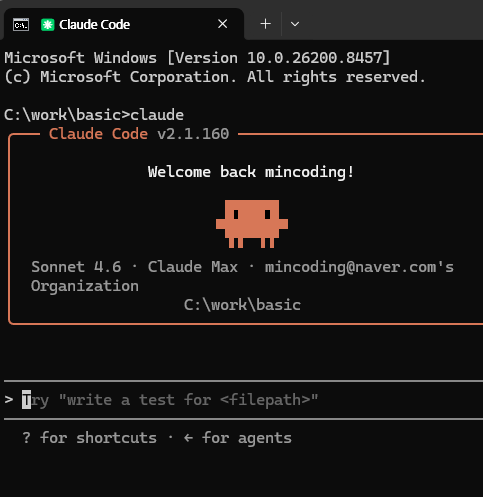 Claude Code
Microsoft Windows [Version 10.0.26200.8457]
(c) Microsoft Corporation. All rights reserved.
C:\work\basic>claude
Claude Code v2.1.160
Welcome back mincoding!
Sonnet 4.6 · Claude Max · mincoding@naver.com's
Organization
C:\work\basic
> Try "write a test for <filepath>"
? for shortcuts · ← for agents